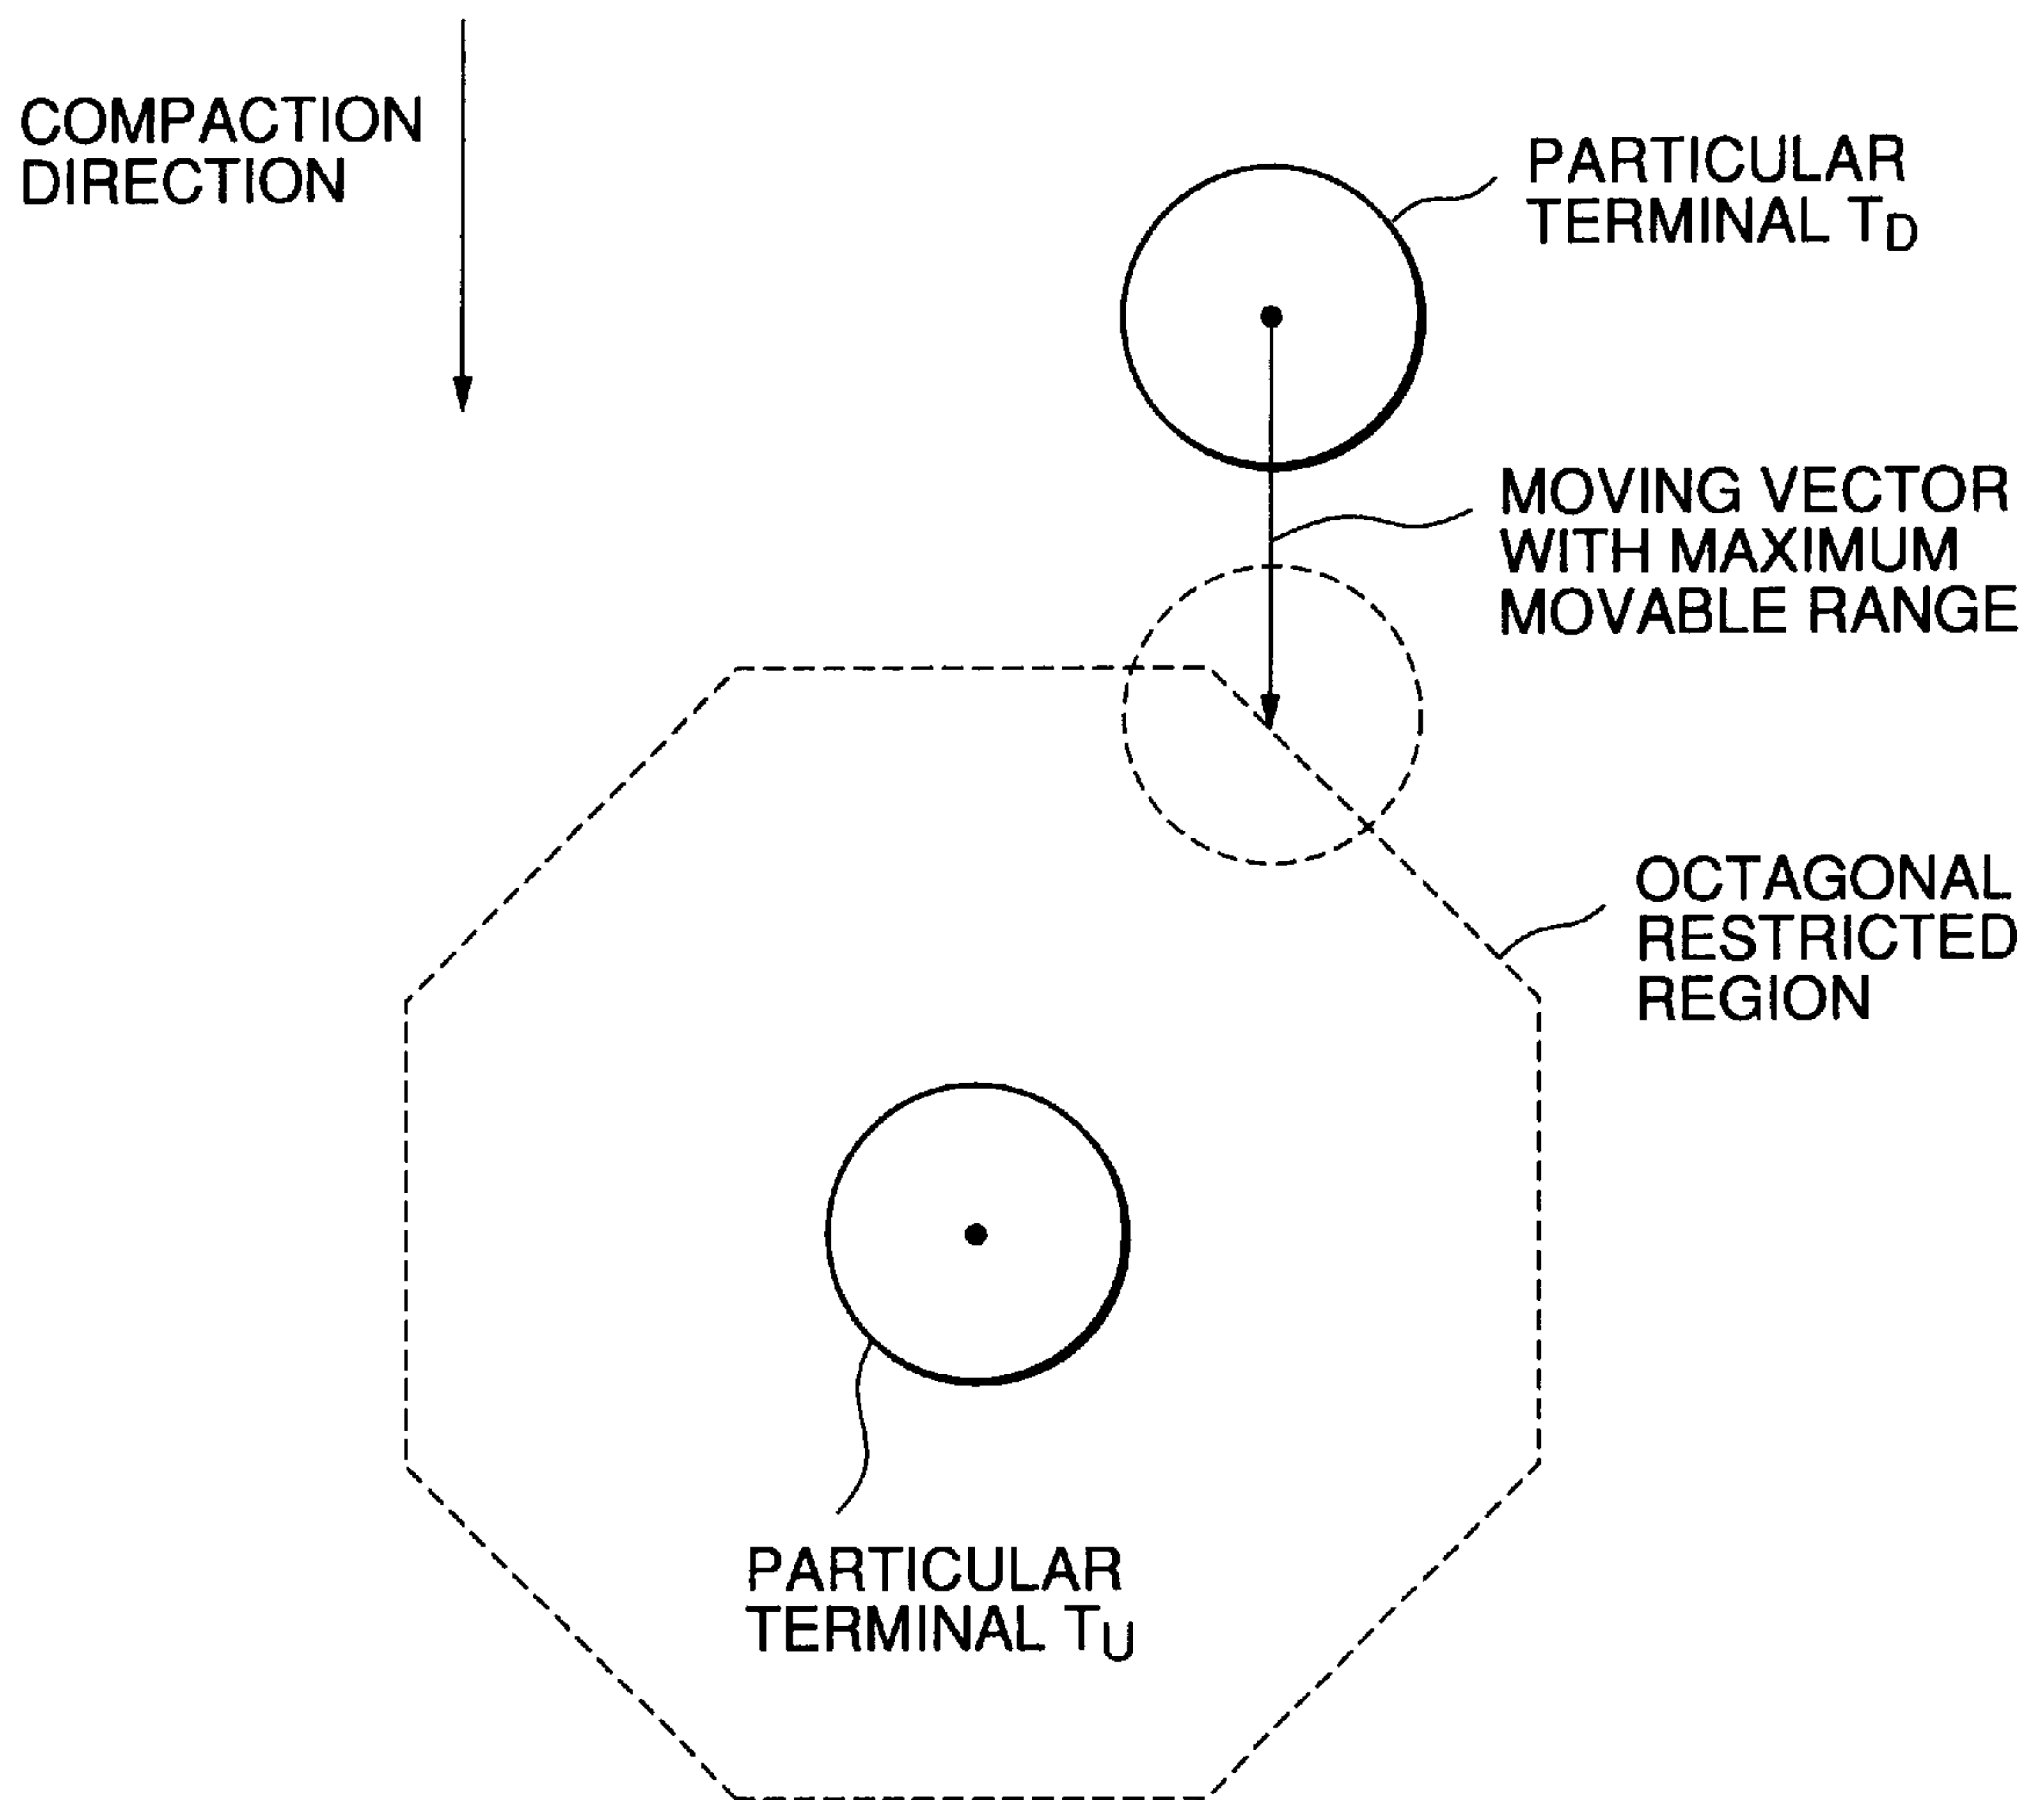 COMPACTION
DIRECTION
PARTICULAR
TERMINAL TD
MOVING VECTOR
WITH MAXIMUM
MOVABLE RANGE
OCTAGONAL
RESTRICTED
REGION
PARTICULAR
TERMINAL TU